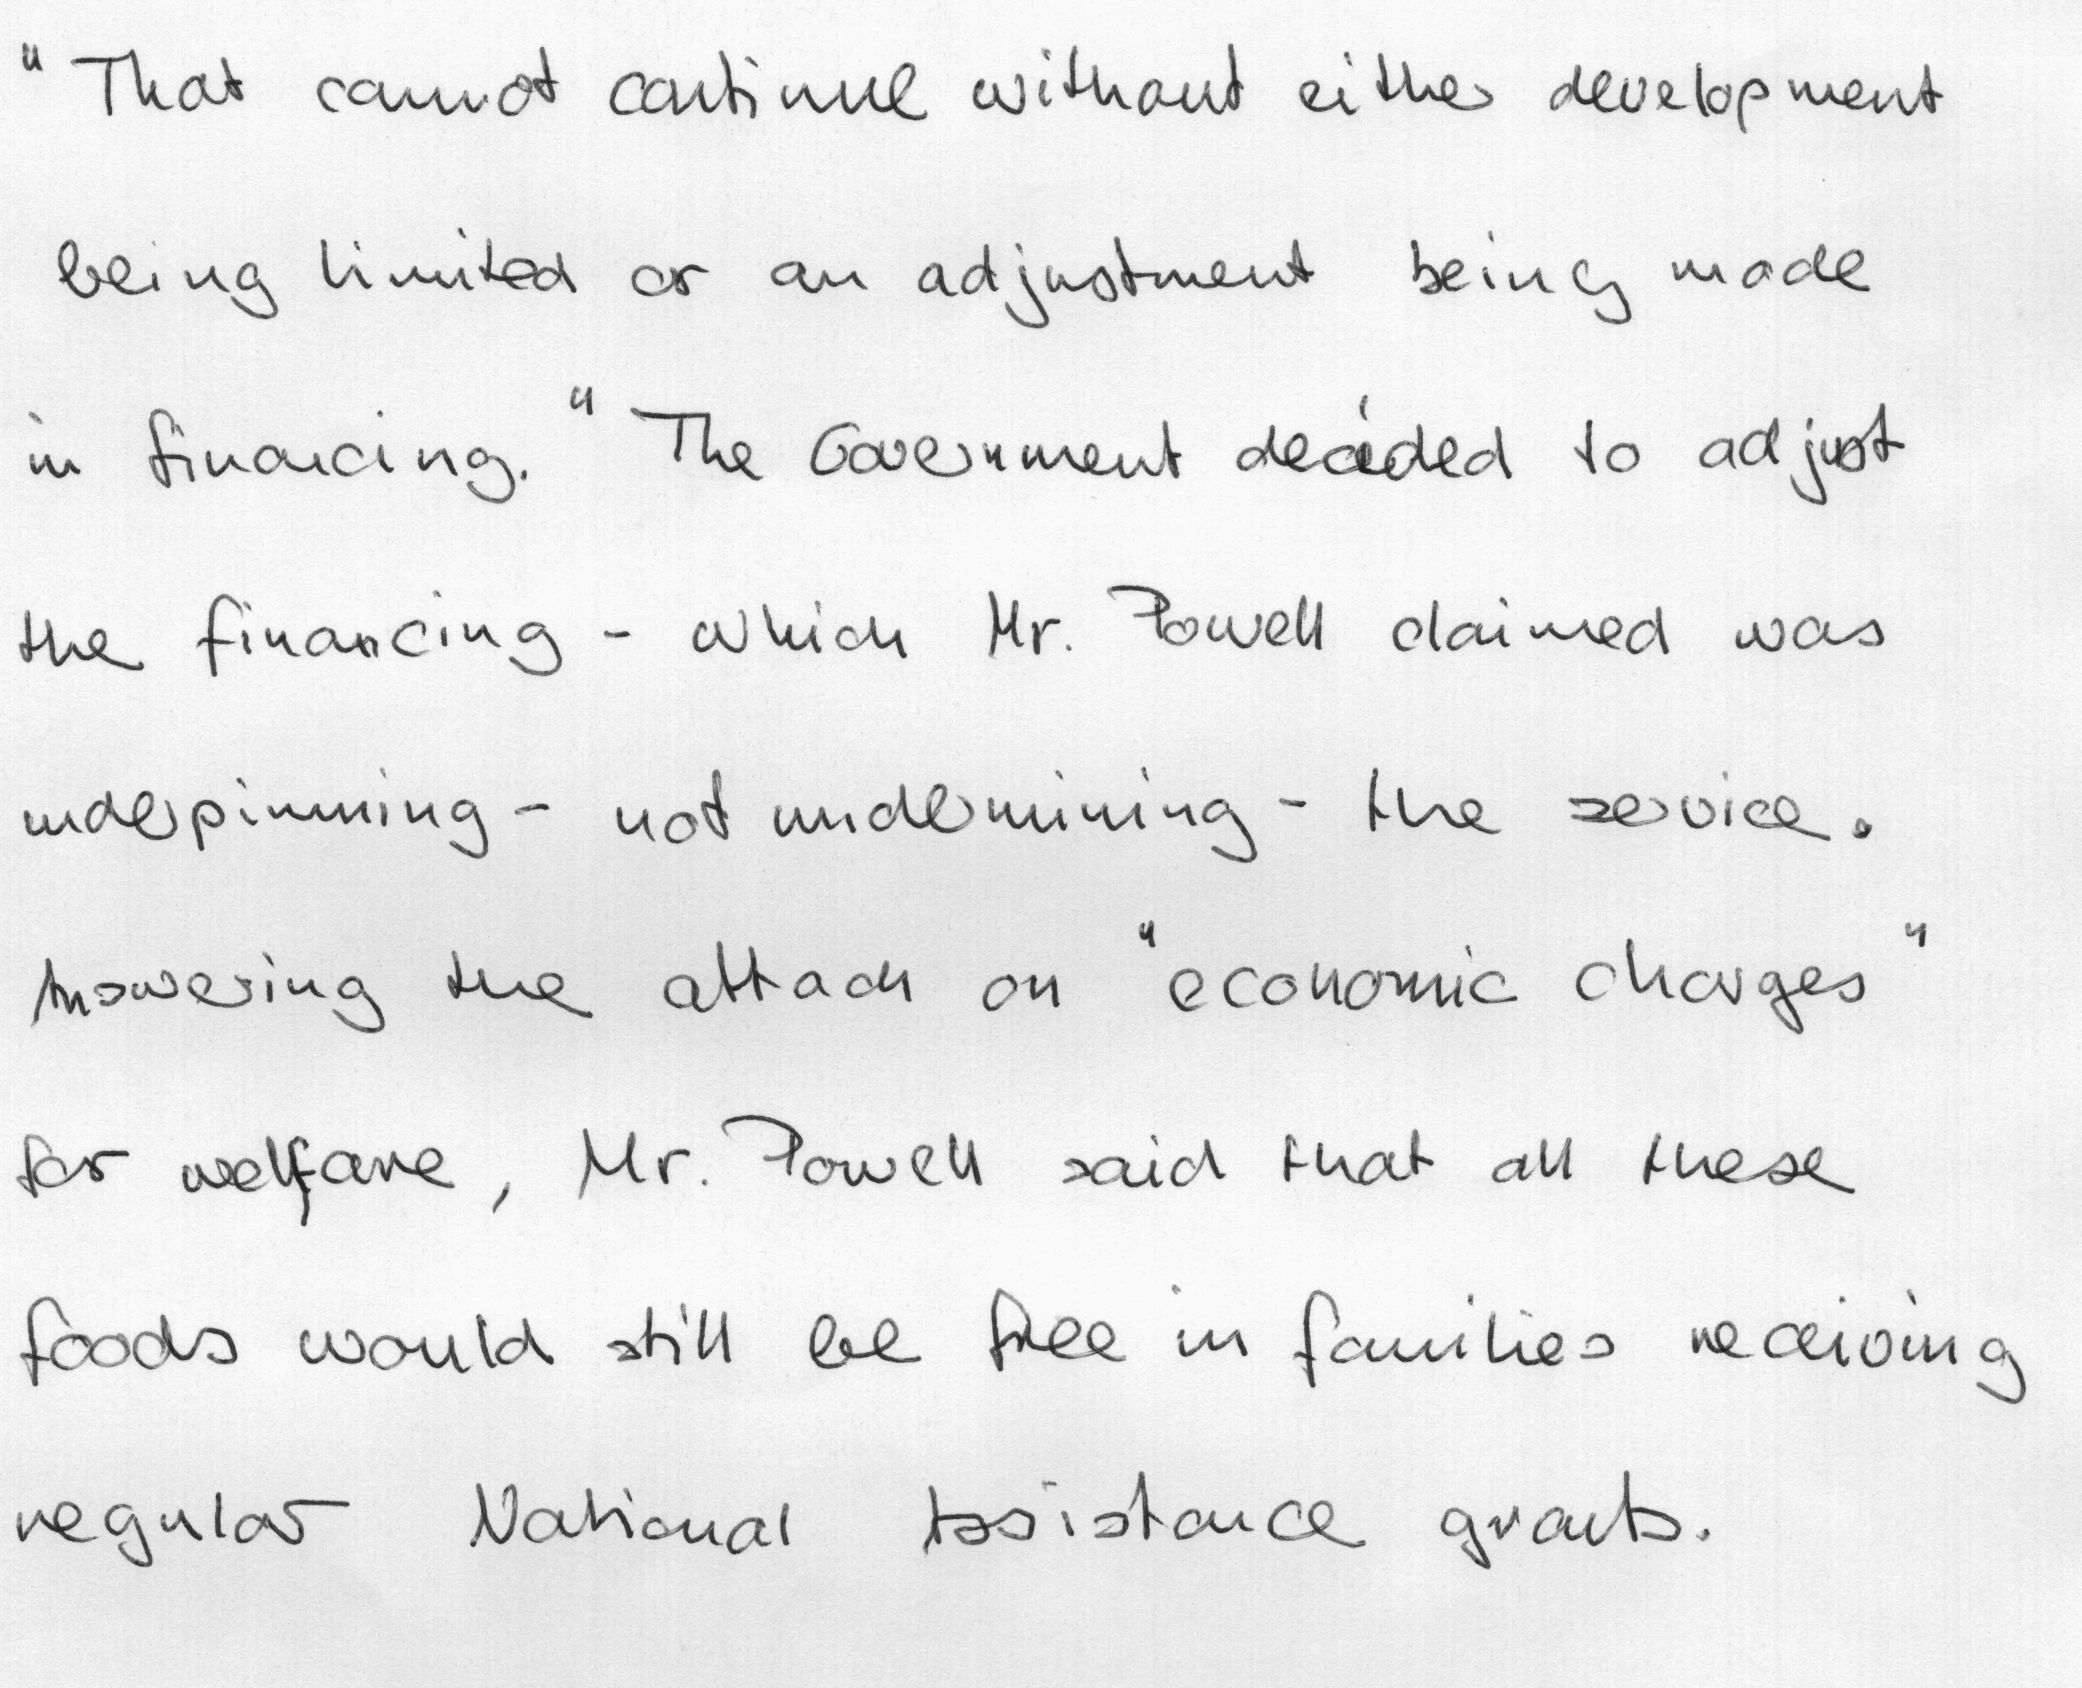 "That cannot continue without either development
being limited or an adjustment being made
in financing." The Government decided to adjust
the financing - which Mr. Powell claimed was
underpinning - not undermining - the service.
Answering the attack on "economic charges"
for welfare, Mr. Powell said that all these
foods would still be free in families receiving
regular National Assistance grants.